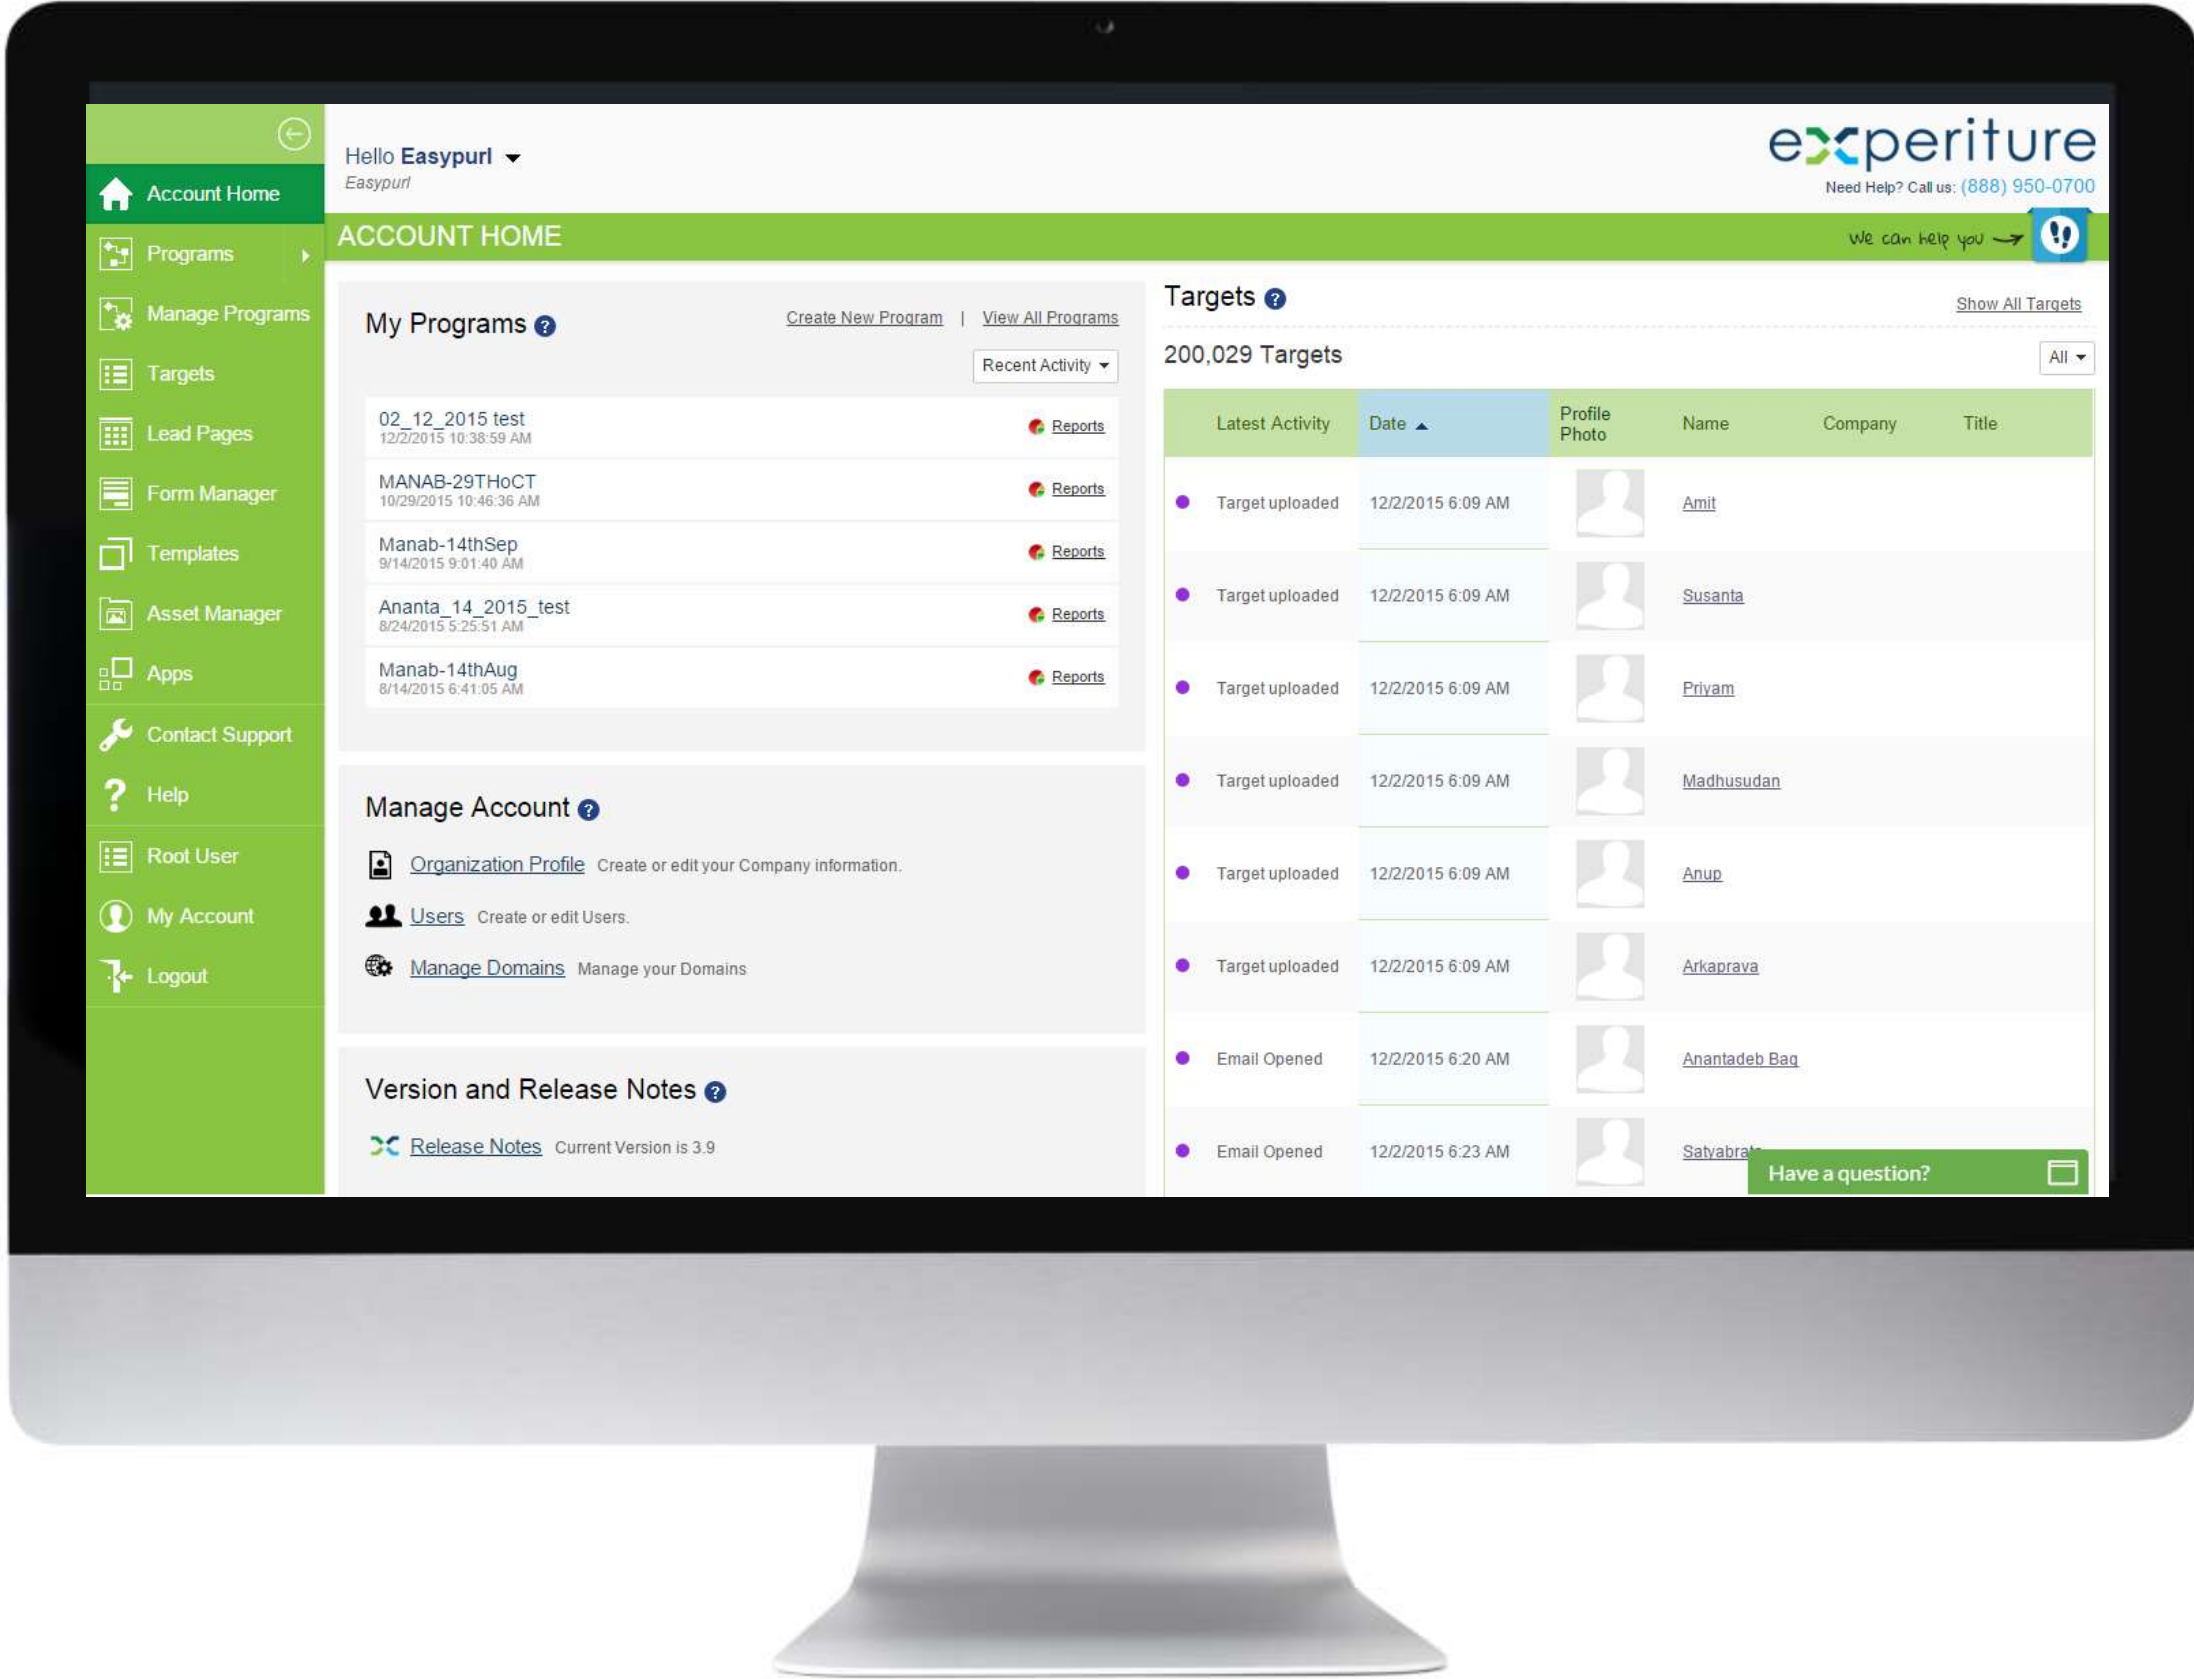 Account Home
Programs
Manage Programs
Targets
Lead Pages
Form Manager
Templates
Asset Manager
Apps
Contact Support
Help
Root User
My Account
Logout
Hello Easypurl
Easypurl
experiture
Need Help? Call us: (888) 950-0700
ACCOUNT HOME
We can help you
My Programs ?
Create New Program | View All Programs
Recent Activity
02_12_2015 test
12/2/2015 10:38:59 AM
Reports
MANAB-29THoCT
10/29/2015 10:46:36 AM
Reports
Manab-14thSep
9/14/2015 9:01:40 AM
Reports
Ananta_14_2015_test
8/24/2015 5:25:51 AM
Reports
Manab-14thAug
8/14/2015 6:41:05 AM
Reports
Manage Account ?
Organization Profile Create or edit your Company information.
Users Create or edit Users.
Manage Domains Manage your Domains
Version and Release Notes ?
Release Notes Current Version is 3.9
Targets ?
Show All Targets
200,029 Targets
All
Latest Activity Date Profile Photo Name Company Title
Target uploaded 12/2/2015 6:09 AM Amit
Target uploaded 12/2/2015 6:09 AM Susanta
Target uploaded 12/2/2015 6:09 AM Priyam
Target uploaded 12/2/2015 6:09 AM Madhusudan
Target uploaded 12/2/2015 6:09 AM Anup
Target uploaded 12/2/2015 6:09 AM Arkaprava
Email Opened 12/2/2015 6:20 AM Anantadeb Bag
Email Opened 12/2/2015 6:23 AM
Have a question?